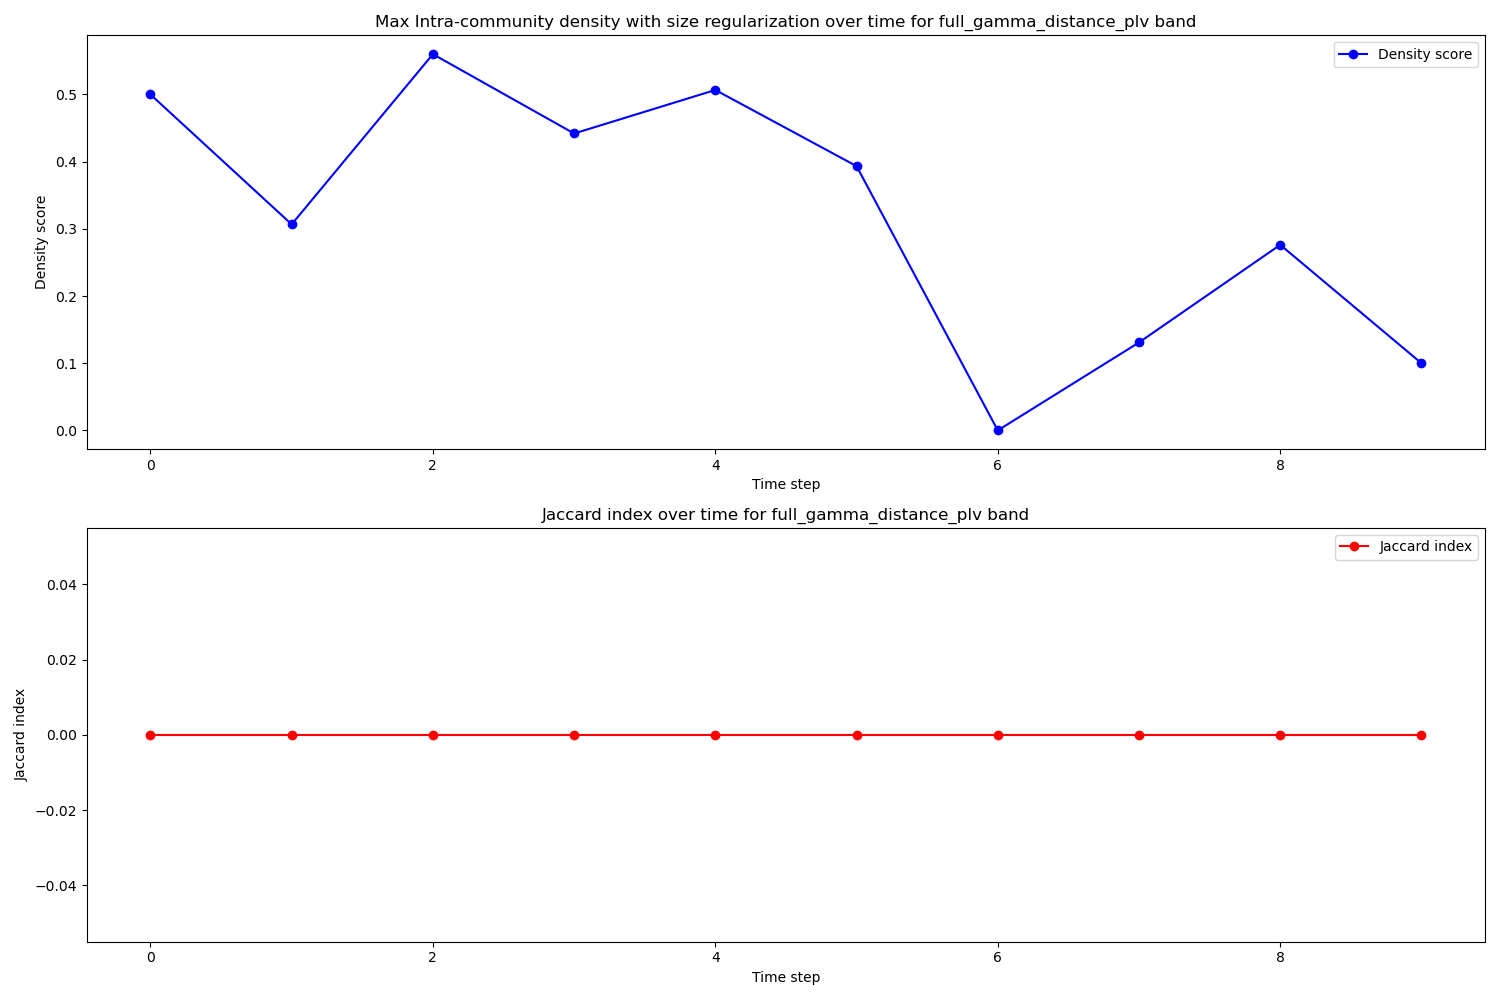 Max Intra-community density with size regularization over time for full_gamma_distance_plv band
Density score
0.5
0.4
0.3
0.2
0.1
0.0
Density score
0 2 4 6 8
Time step
Jaccard index over time for full_gamma_distance_plv band
Jaccard index
0.04
0.02
0.00
−0.02
−0.04
Jaccard index
0 2 4 6 8
Time step